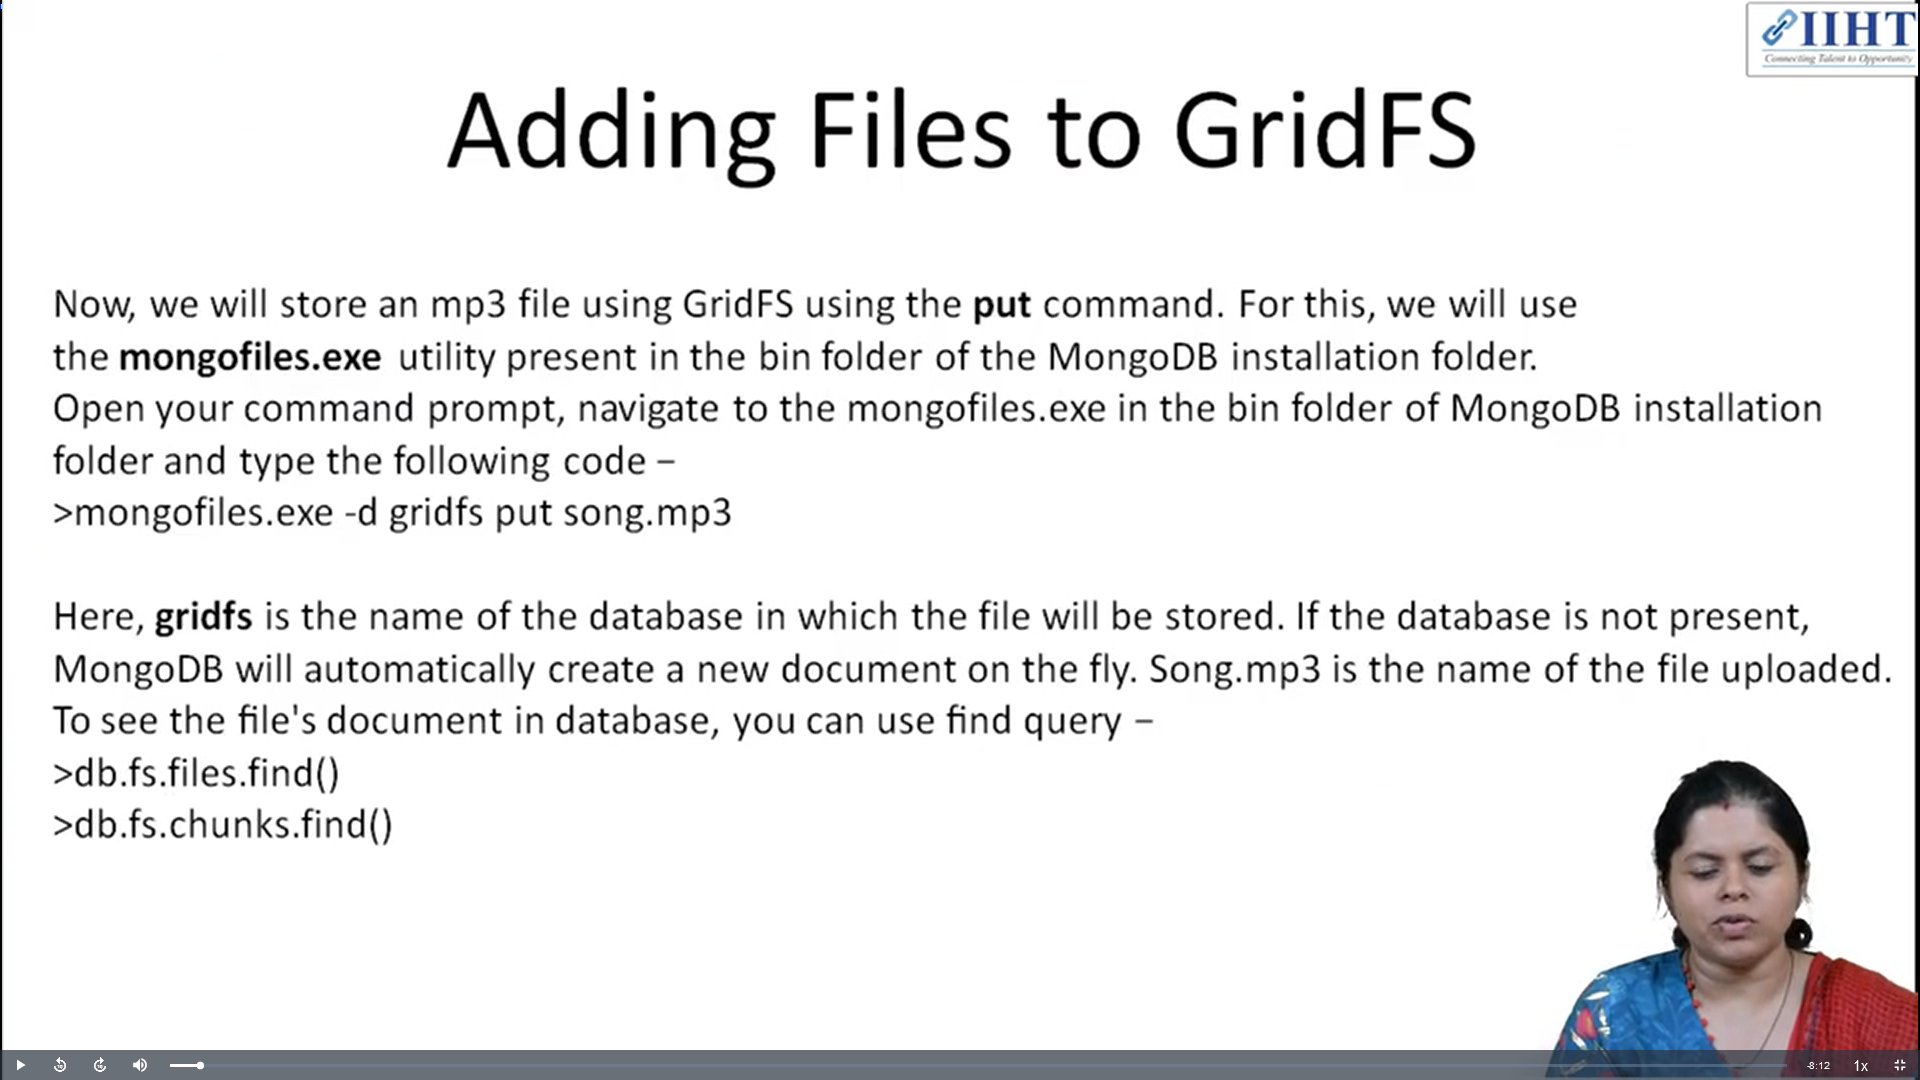 IIHT
Connecting Talent to Opportunity
Adding Files to GridFS
Now, we will store an mp3 file using GridFS using the put command. For this, we will use
the mongofiles.exe utility present in the bin folder of the MongoDB installation folder.
Open your command prompt, navigate to the mongofiles.exe in the bin folder of MongoDB installation
folder and type the following code –
>mongofiles.exe -d gridfs put song.mp3
Here, gridfs is the name of the database in which the file will be stored. If the database is not present,
MongoDB will automatically create a new document on the fly. Song.mp3 is the name of the file uploaded.
To see the file's document in database, you can use find query –
>db.fs.files.find()
>db.fs.chunks.find()
-8:12 1x